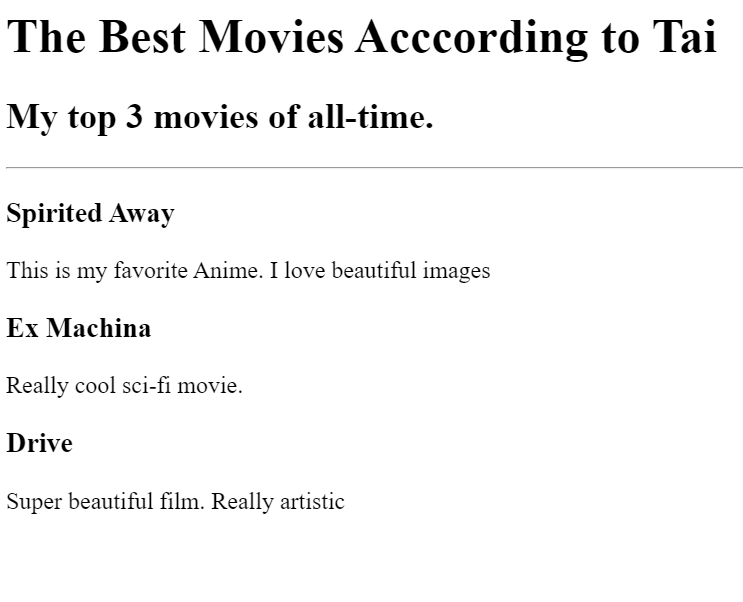 The Best Movies Acccording to Tai
My top 3 movies of all-time.
Spirited Away
This is my favorite Anime. I love beautiful images
Ex Machina
Really cool sci-fi movie.
Drive
Super beautiful film. Really artistic